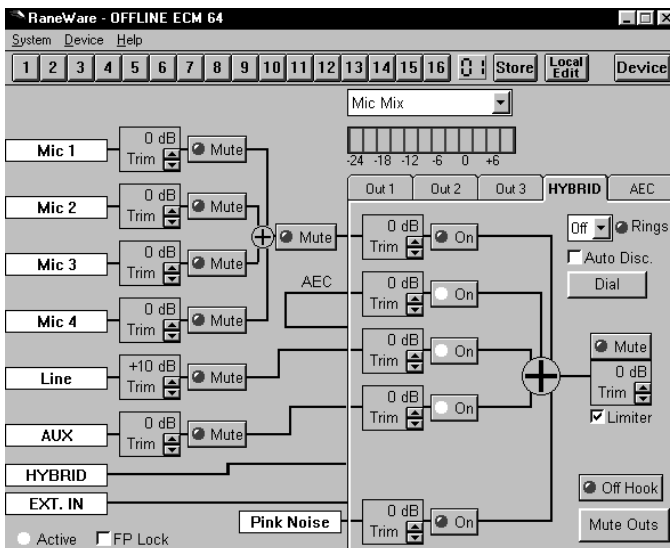 RaneWare - OFFLINE ECM 64
System Device Help
1 2 3 4 5 6 7 8 9 10 11 12 13 14 15 16 01 Store Local Edit Device
Mic Mix
-24 -18 -12 -6 0 +6
Out 1 Out 2 Out 3 HYBRID AEC
Mic 1
0 dB
Trim
Mute
Mic 2
0 dB
Trim
Mute
Mic 3
0 dB
Trim
Mute
Mic 4
0 dB
Trim
Mute
Line
+10 dB
Trim
Mute
AUX
0 dB
Trim
Mute
HYBRID
EXT. IN
Active
FP Lock
Mute
AEC
Pink Noise
0 dB
Trim
On
0 dB
Trim
On
0 dB
Trim
On
0 dB
Trim
On
0 dB
Trim
On
Off
Rings
Auto Disc.
Dial
Mute
0 dB
Trim
Limiter
Off Hook
Mute Outs